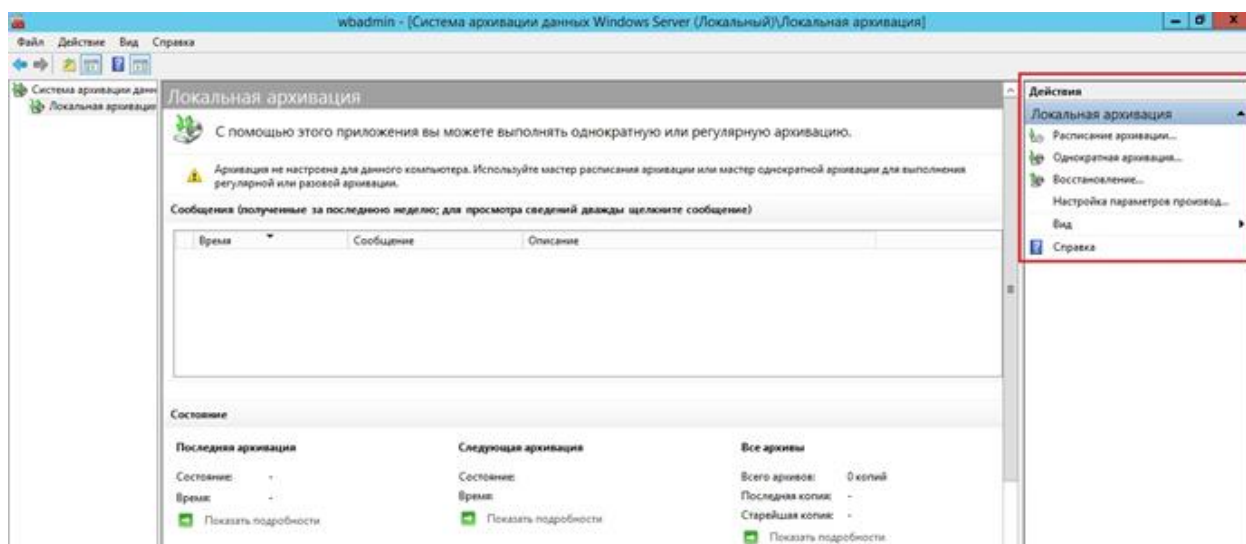 wbadmin - [Система архивации данных Windows Server (Локальный)\Локальная архивация]
Файл Действие Вид Справка
Система архивации данн
Локальная архивация
Локальная архивация
С помощью этого приложения вы можете выполнять однократную или регулярную архивацию.
Архивация не настроена для данного компьютера. Используйте мастер расписания архивации или мастер однократной архивации для выполнения
регулярной или разовой архивации.
Сообщения (полученные за последнюю неделю; для просмотра сведений дважды щелкните сообщение)
Время Сообщение Описание
Состояние
Последняя архивация
Состояние: -
Время: -
Показать подробности
Следующая архивация
Состояние:
Время:
Показать подробности
Все архивы
Всего архивов: 0 копий
Последняя копия: -
Старейшая копия: -
Показать подробности
Действия
Локальная архивация
Расписание архивации...
Однократная архивация...
Восстановление...
Настройка параметров производ...
Вид
Справка